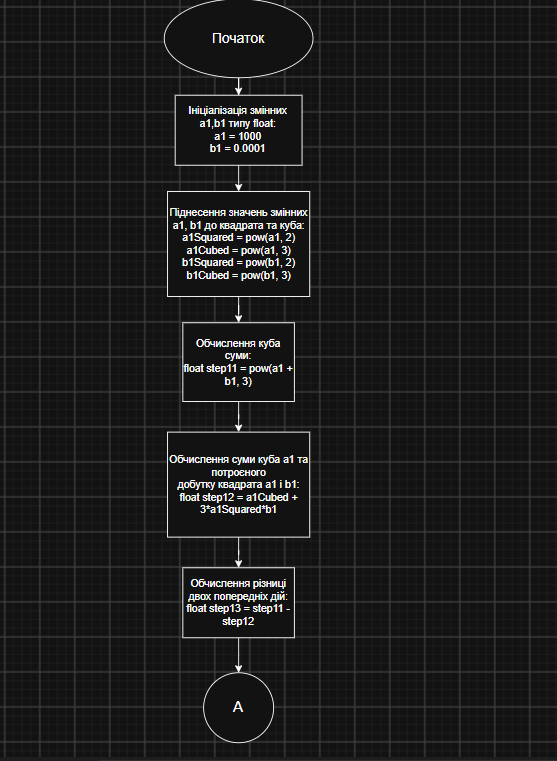 Початок
Ініціалізація змінних
a1,b1 типу float:
a1 = 1000
b1 = 0.0001
Піднесення значень змінних
a1, b1 до квадрата та куба:
a1Squared = pow(a1, 2)
a1Cubed = pow(a1, 3)
b1Squared = pow(b1, 2)
b1Cubed = pow(b1, 3)
Обчислення куба
суми:
float step11 = pow(a1 +
b1, 3)
Обчислення суми куба a1 та
потроєного
добутку квадрата a1 і b1:
float step12 = a1Cubed +
3*a1Squared*b1
Обчислення різниці
двох попередніх дій:
float step13 = step11 -
step12
A